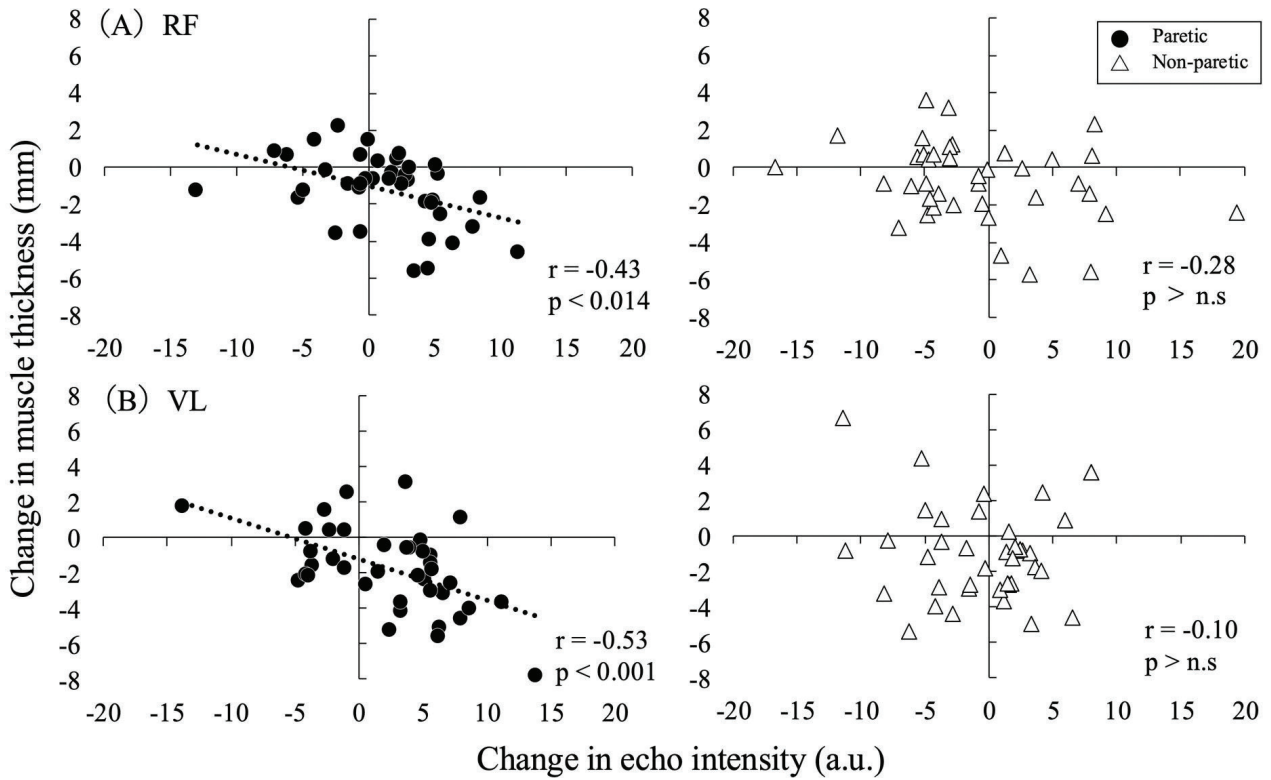 Change in muscle thickness (mm)
(A) RF
8
6
4
2
0
-2
-4
-6
-8
-20 -15 -10 -5 0 5 10 15 20
r = -0.43
p < 0.014
8
6
4
2
0
-2
-4
-6
-8
-20 -15 -10 -5 0 5 10 15 20
Paretic
Non-paretic
r = -0.28
p > n.s
(B) VL
8
6
4
2
0
-2
-4
-6
-8
-20 -15 -10 -5 0 5 10 15 20
r = -0.53
p < 0.001
8
6
4
2
0
-2
-4
-6
-8
-20 -15 -10 -5 0 5 10 15 20
r = -0.10
p > n.s
Change in echo intensity (a.u.)